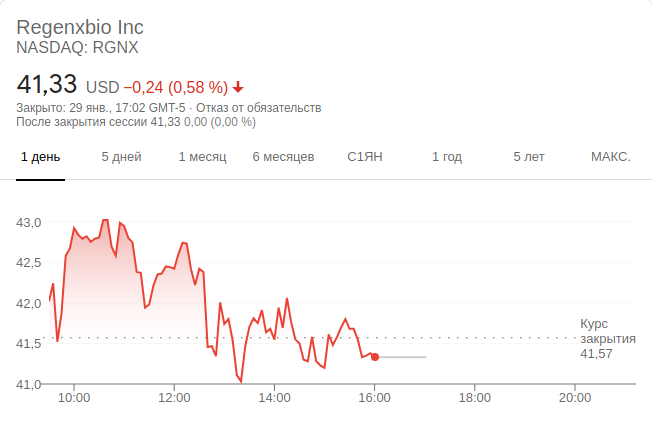 Regenxbio Inc
NASDAQ: RGNX
41,33 USD −0,24 (0,58 %)
Закрыто: 29 янв., 17:02 GMT-5 · Отказ от обязательств
После закрытия сессии 41,33 0,00 (0,00 %)
1 день 5 дней 1 месяц 6 месяцев С1ЯН 1 год 5 лет МАКС.
43,0
42,5
42,0
41,5
41,0
Курс
закрытия
41,57
10:00 12:00 14:00 16:00 18:00 20:00